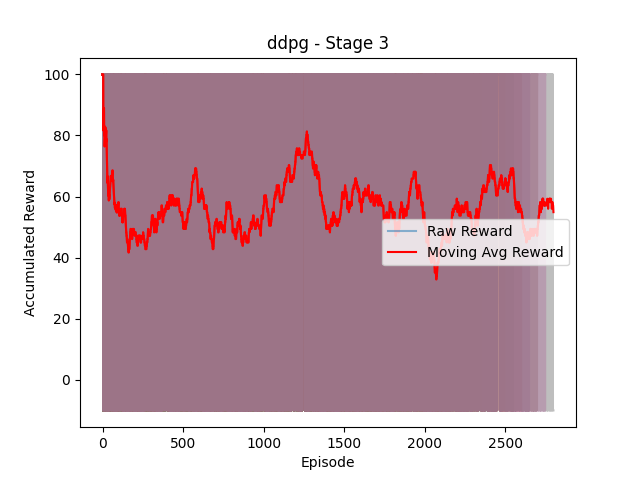 ddpg - Stage 3
100
80
60
40
20
0
Accumulated Reward
Raw Reward
Moving Avg Reward
0
500
1000
1500
2000
2500
Episode